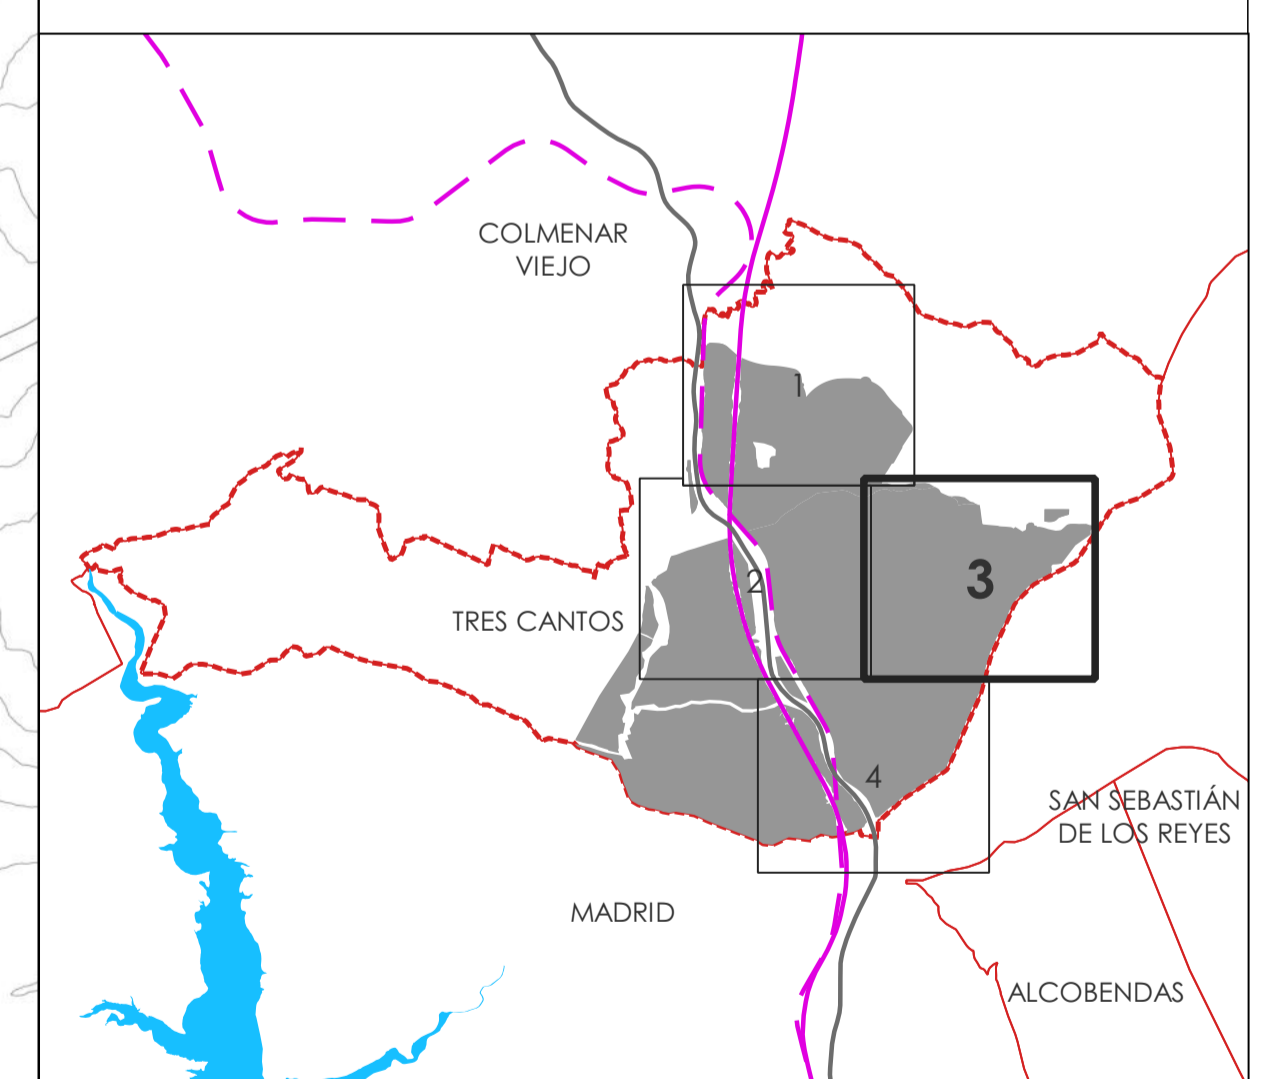 COLMENAR
VIEJO
1
2
3
TRES CANTOS
4
SAN SEBASTIÁN
DE LOS REYES
MADRID
ALCOBENDAS